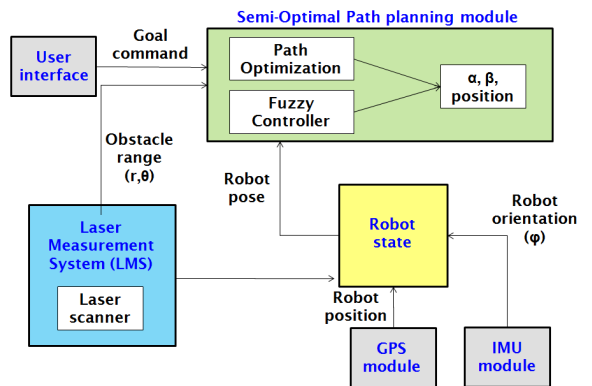 Semi-Optimal Path planning module
User
interface
Goal
command
Path
Optimization
Fuzzy
Controller
α, β,
position
Obstacle
range
(r,θ)
Robot
pose
Robot
orientation
(φ)
Laser
Measurement
System (LMS)
Laser
scanner
Robot
state
Robot
position
GPS
module
IMU
module